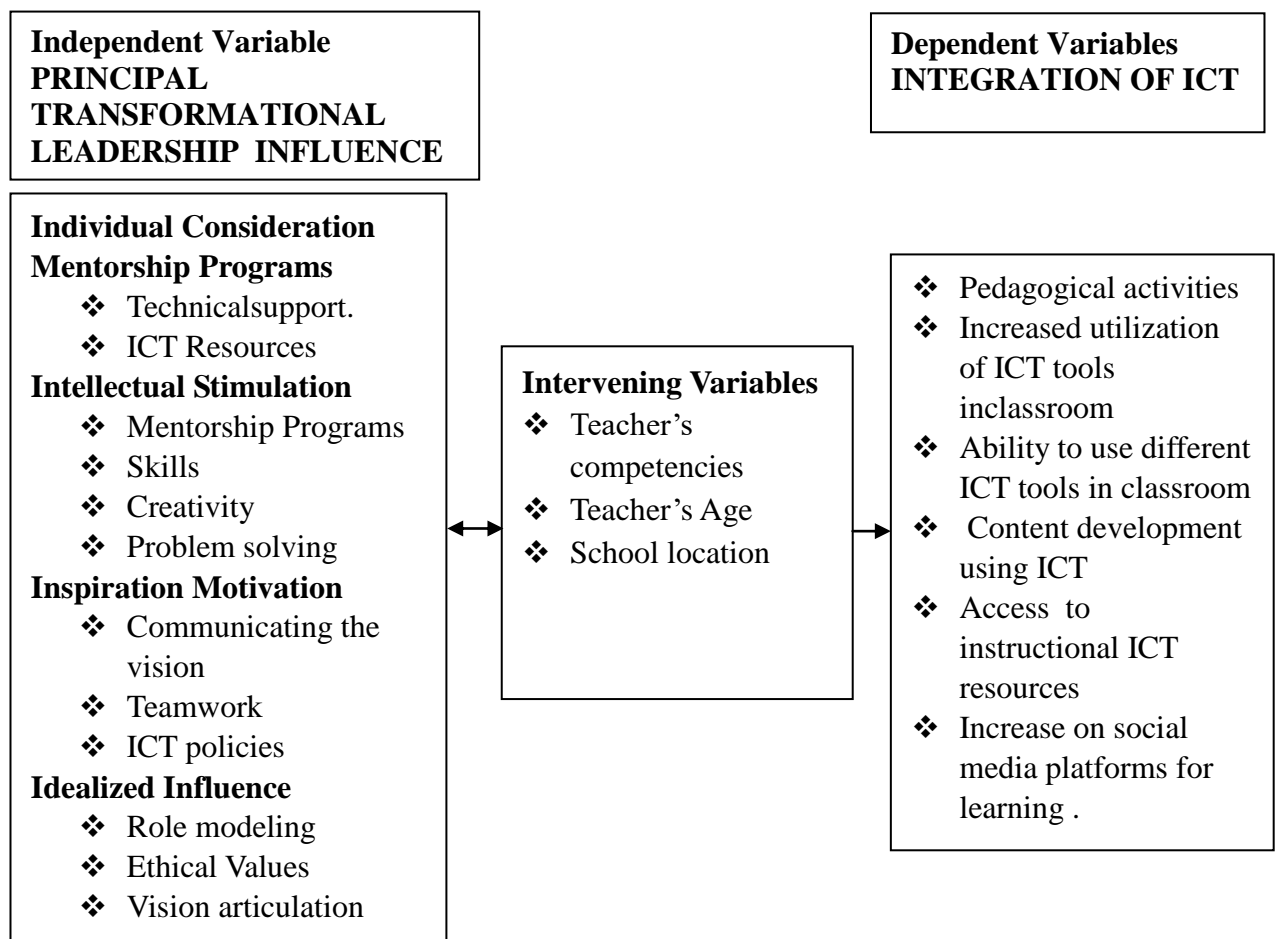 Independent Variable
PRINCIPAL
TRANSFORMATIONAL
LEADERSHIP INFLUENCE
Dependent Variables
INTEGRATION OF ICT
Individual Consideration
Mentorship Programs
❖ Technicalsupport.
❖ ICT Resources
Intellectual Stimulation
❖ Mentorship Programs
❖ Skills
❖ Creativity
❖ Problem solving
Inspiration Motivation
❖ Communicating the
vision
❖ Teamwork
❖ ICT policies
Idealized Influence
❖ Role modeling
❖ Ethical Values
❖ Vision articulation
Intervening Variables
❖ Teacher’s
competencies
❖ Teacher’s Age
❖ School location
❖ Pedagogical activities
❖ Increased utilization
of ICT tools
inclassroom
❖ Ability to use different
ICT tools in classroom
❖ Content development
using ICT
❖ Access to
instructional ICT
resources
❖ Increase on social
media platforms for
learning .